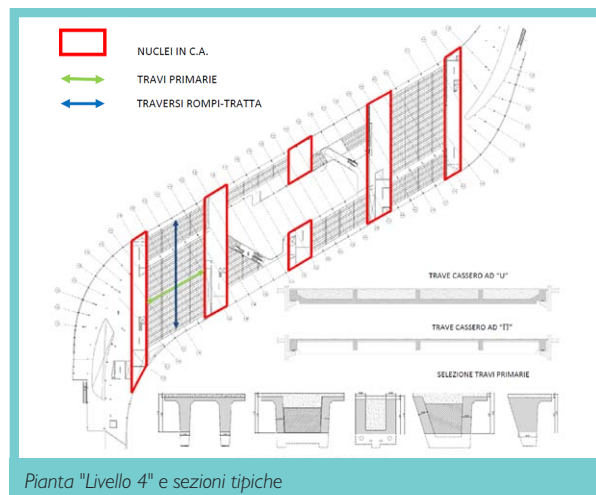 NUCLEI IN C.A.
TRAVI PRIMARIE
TRAVERSI ROMPI-TRATTA
TRAVE CASSERO AD "U"
TRAVE CASSERO AD "Π"
SELEZIONE TRAVI PRIMARIE
Pianta "Livello 4" e sezioni tipiche